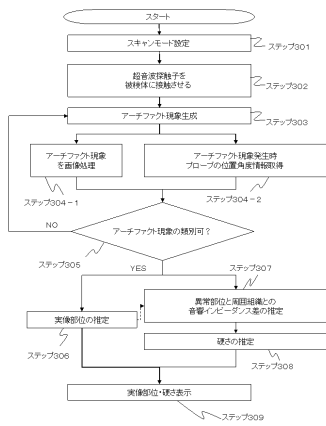 スタート
スキャンモード設定
ステップ301
超音波探触子を
被検体に接触させる
ステップ302
アーチファクト現象生成
ステップ303
アーチファクト現象
を画像処理
アーチファクト現象発生時
プローブの位置角度情報取得
ステップ304－1
ステップ304－2
アーチファクト現象の類別可？
NO
ステップ305
YES
ステップ307
実像部位の推定
異常部位と周囲組織との
音響インピーダンス差の推定
ステップ306
硬さの推定
ステップ308
実像部位・硬さ表示
ステップ309